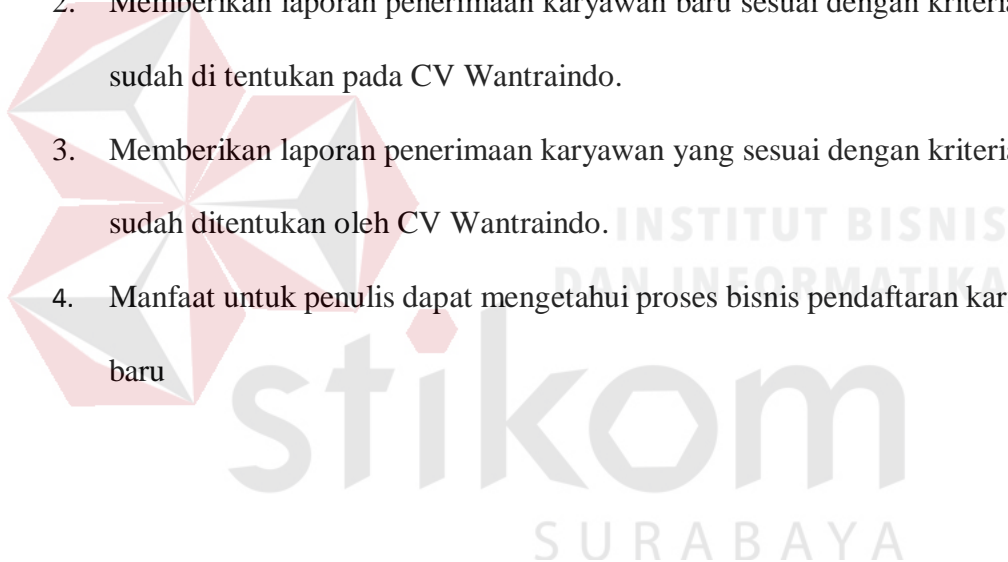 2. Memberikan laporan penerimaan karyawan baru sesuai dengan kriteria
sudah di tentukan pada CV Wantraindo.
3. Memberikan laporan penerimaan karyawan yang sesuai dengan kriteria
sudah ditentukan oleh CV Wantraindo.
INSTITUT BISNIS
DAN INFORMATIKA
4. Manfaat untuk penulis dapat mengetahui proses bisnis pendaftaran kar
baru
stikom
SURABAYA